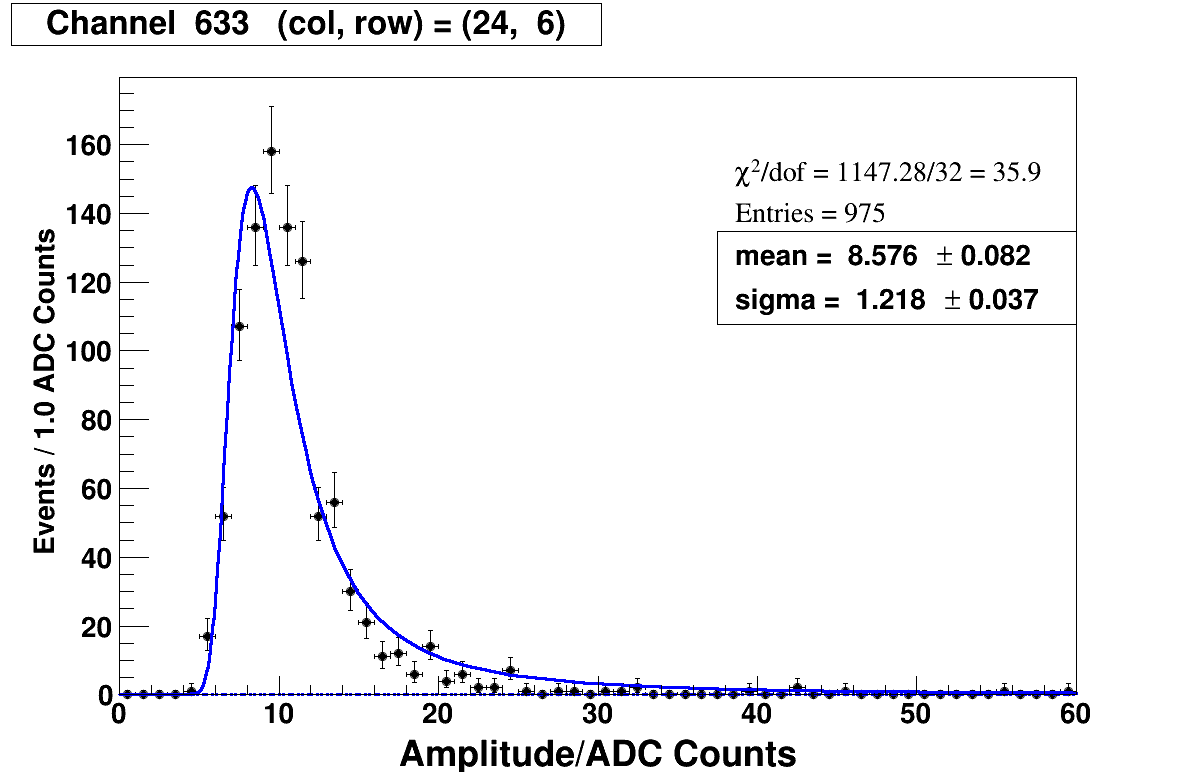 Channel 633 (col, row) = (24, 6)
χ²/dof = 1147.28/32 = 35.9
Entries = 975
mean = 8.576 ± 0.082
sigma = 1.218 ± 0.037
Events / 1.0 ADC Counts
160
140
120
100
80
60
40
20
0
0 10 20 30 40 50 60
Amplitude/ADC Counts